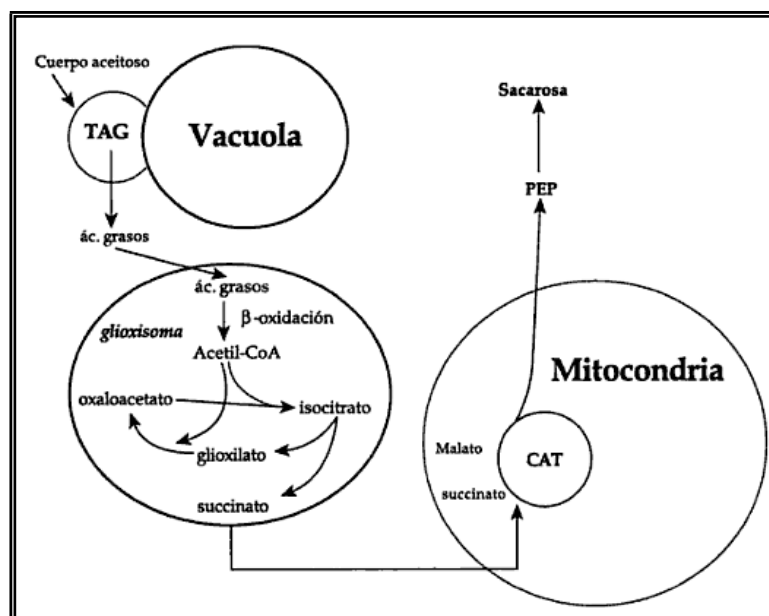 Cuerpo aceitoso
TAG
Vacuola
ác. grasos
ác. grasos
β-oxidación
glioxisoma
Acetil-CoA
oxaloacetato
isocitrato
glioxilato
succinato
Sacarosa
PEP
Mitocondria
Malato
CAT
succinato